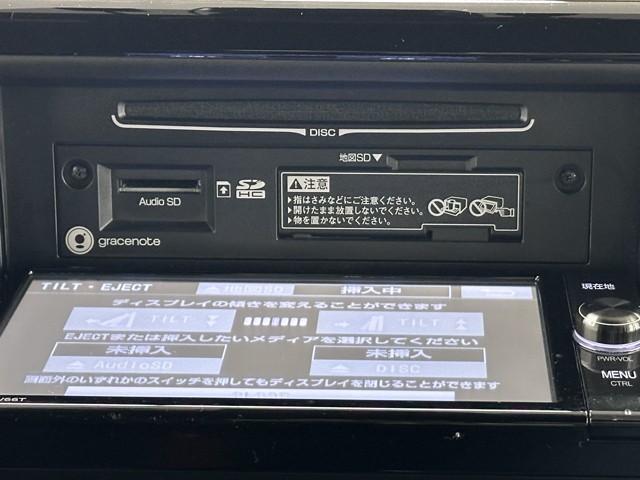 DISC
地図SD▼
Audio SD
SD HC
⚠注意
▶指はさみなどにご注意ください。
▶開けたまま放置しないでください。
▶物を置かないでください。
gracenote
TILT・EJECT
地図SD 挿入中
現在地
ディスプレイの傾きを変えることができます
TILT TILT
EJECTまたは挿入したいメディアを選択してください
未挿入 未挿入
AudioSD DISC
画面外のいずれかのスイッチを押してもディスプレイを閉じることができます
PWR・VOL
MENU
CTRL